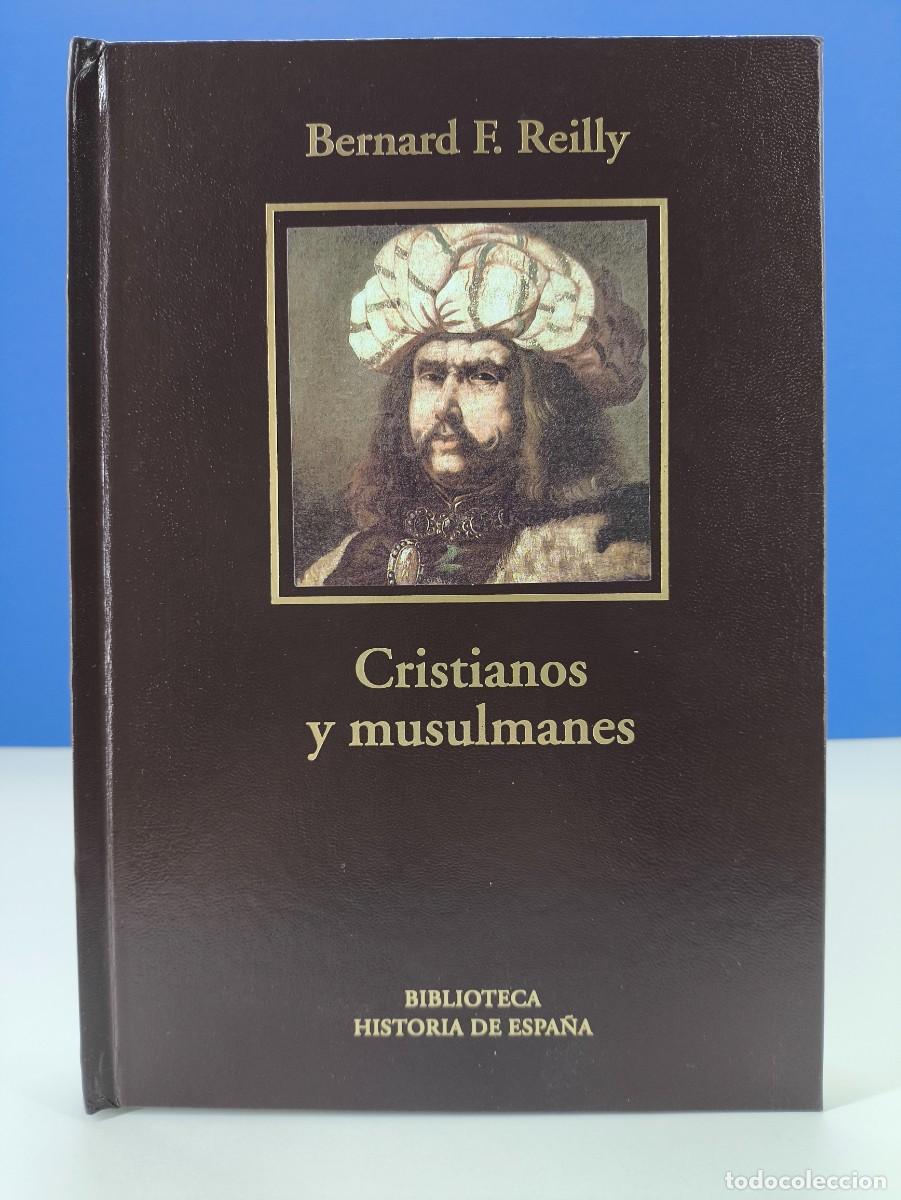 Bernard F. Reilly
Cristianos
y musulmanes
BIBLIOTECA
HISTORIA DE ESPAÑA
todocoleccion